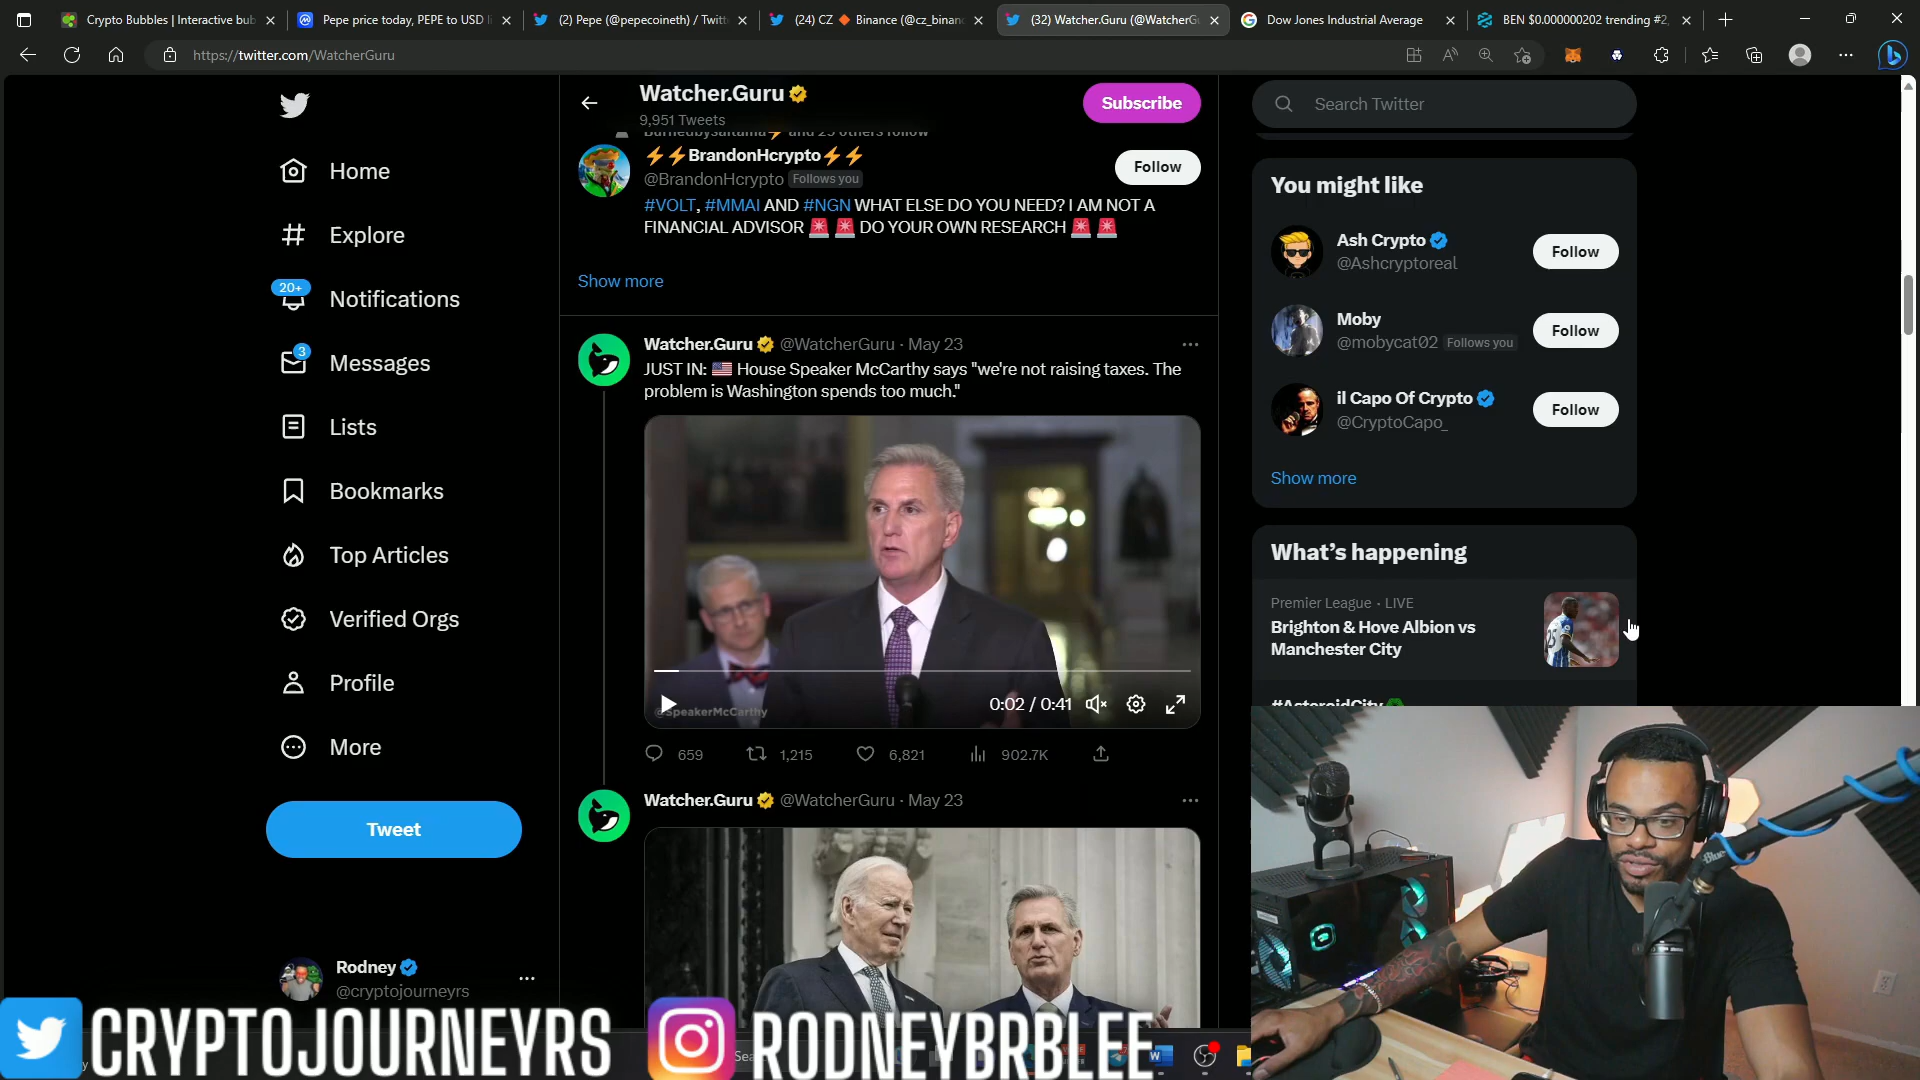 Crypto Bubbles | Interactive bub
Pepe price today, PEPE to USD li
(2) Pepe (@pepecoineth) / Twitt
(24) CZ 🔶 Binance (@cz_binanc
(32) Watcher.Guru (@WatcherG
Dow Jones Industrial Average
BEN $0.000000202 trending #2,
https://twitter.com/WatcherGuru
Home
Explore
20+
Notifications
3
Messages
Lists
Bookmarks
Top Articles
Verified Orgs
Profile
More
Tweet
Rodney
@cryptojourneyrs
Watcher.Guru
9,951 Tweets
Subscribe
⚡⚡BrandonHcrypto⚡⚡
@BrandonHcrypto Follows you
Follow
#VOLT, #MMAI AND #NGN WHAT ELSE DO YOU NEED? I AM NOT A
FINANCIAL ADVISOR 🚨 🚨 DO YOUR OWN RESEARCH 🚨 🚨
Show more
Watcher.Guru @WatcherGuru · May 23
JUST IN: 🇺🇸 House Speaker McCarthy says "we're not raising taxes. The
problem is Washington spends too much."
@SpeakerMcCarthy
0:02 / 0:41
659 1,215 6,821 902.7K
Watcher.Guru @WatcherGuru · May 23
Search Twitter
You might like
Ash Crypto
@Ashcryptoreal
Follow
Moby
@mobycat02 Follows you
Follow
il Capo Of Crypto
@CryptoCapo_
Follow
Show more
What's happening
Premier League · LIVE
Brighton & Hove Albion vs
Manchester City
#AsteroidCity
Blue
CRYPTOJOURNEYRS
RODNEYBRBLEE